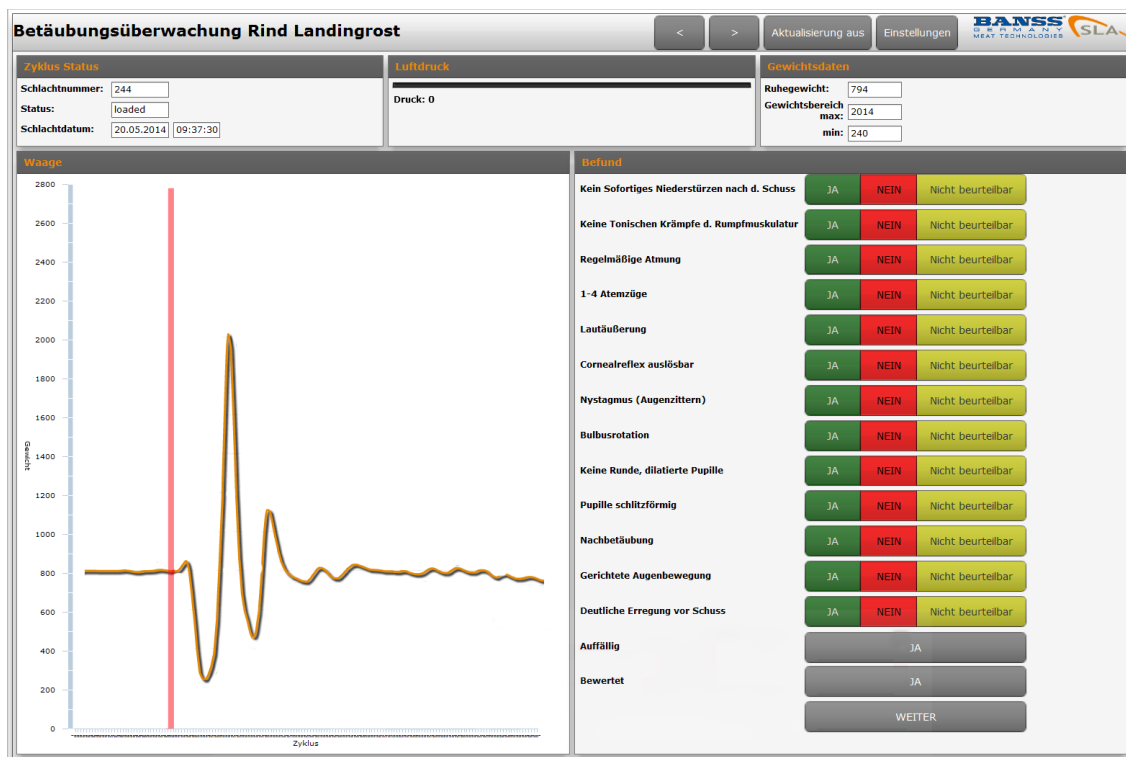 Betäubungsüberwachung Rind Landingrost
< > Aktualisierung aus Einstellungen
BANSS
GERMANY
MEAT TECHNOLOGIES
SLA
Zyklus Status
Schlachtnummer: 244
Status: loaded
Schlachtdatum: 20.05.2014 09:37:30
Luftdruck
Druck: 0
Gewichtsdaten
Ruhegewicht: 794
Gewichtsbereich
max: 2014
min: 240
Waage
2800
2600
2400
2200
2000
1800
1600
1400
1200
1000
800
600
400
200
0
Gewicht
Zyklus
Befund
Kein Sofortiges Niederstürzen nach d. Schuss JA NEIN Nicht beurteilbar
Keine Tonischen Krämpfe d. Rumpfmuskulatur JA NEIN Nicht beurteilbar
Regelmäßige Atmung JA NEIN Nicht beurteilbar
1-4 Atemzüge JA NEIN Nicht beurteilbar
Lautäußerung JA NEIN Nicht beurteilbar
Cornealreflex auslösbar JA NEIN Nicht beurteilbar
Nystagmus (Augenzittern) JA NEIN Nicht beurteilbar
Bulbusrotation JA NEIN Nicht beurteilbar
Keine Runde, dilatierte Pupille JA NEIN Nicht beurteilbar
Pupille schlitzförmig JA NEIN Nicht beurteilbar
Nachbetäubung JA NEIN Nicht beurteilbar
Gerichtete Augenbewegung JA NEIN Nicht beurteilbar
Deutliche Erregung vor Schuss JA NEIN Nicht beurteilbar
Auffällig JA
Bewertet JA
WEITER